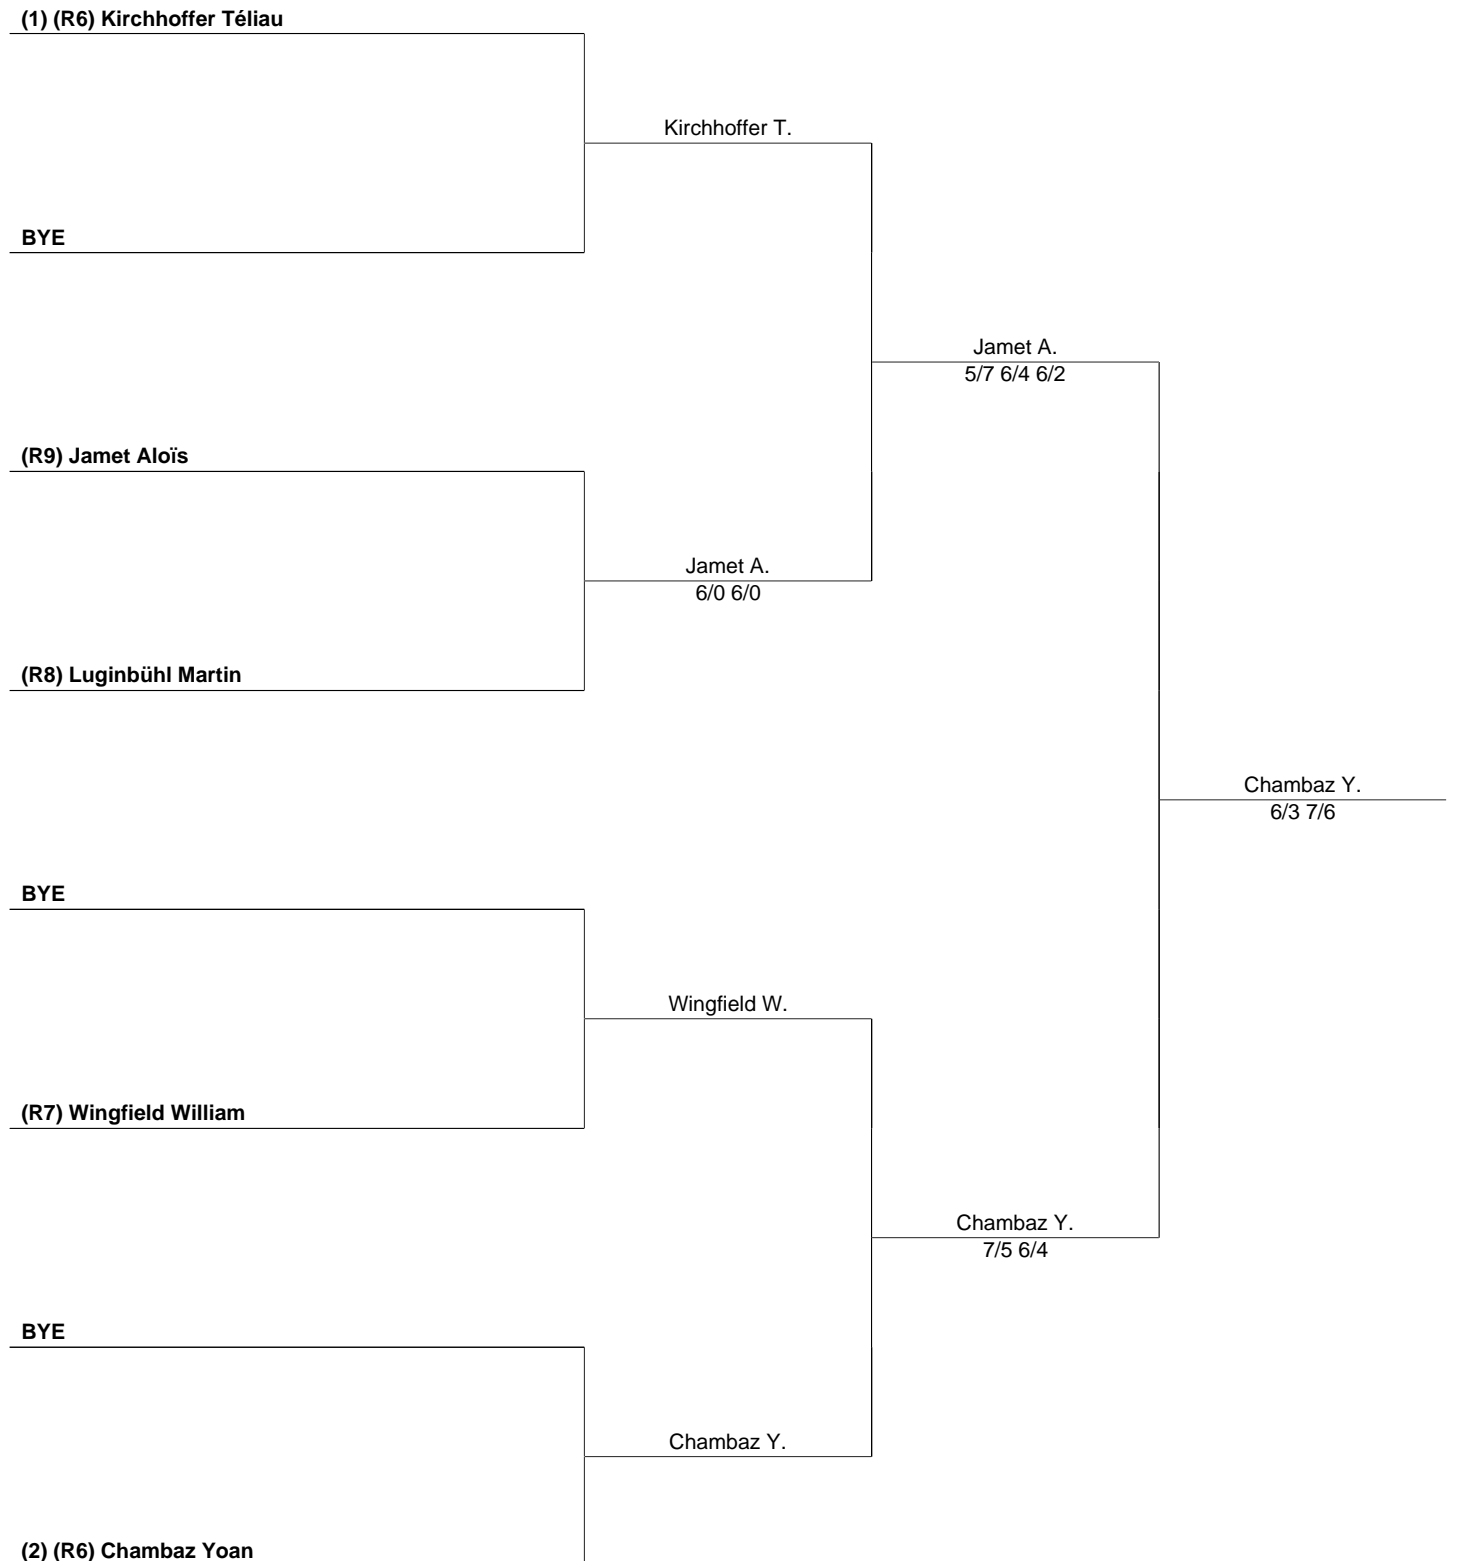 (1) (R6) Kirchhoffer Téliau
Kirchhoffer T.
BYE
Jamet A.
5/7 6/4 6/2
(R9) Jamet Aloïs
Jamet A.
6/0 6/0
(R8) Luginbühl Martin
Chambaz Y.
6/3 7/6
BYE
Wingfield W.
(R7) Wingfield William
Chambaz Y.
7/5 6/4
BYE
Chambaz Y.
(2) (R6) Chambaz Yoan